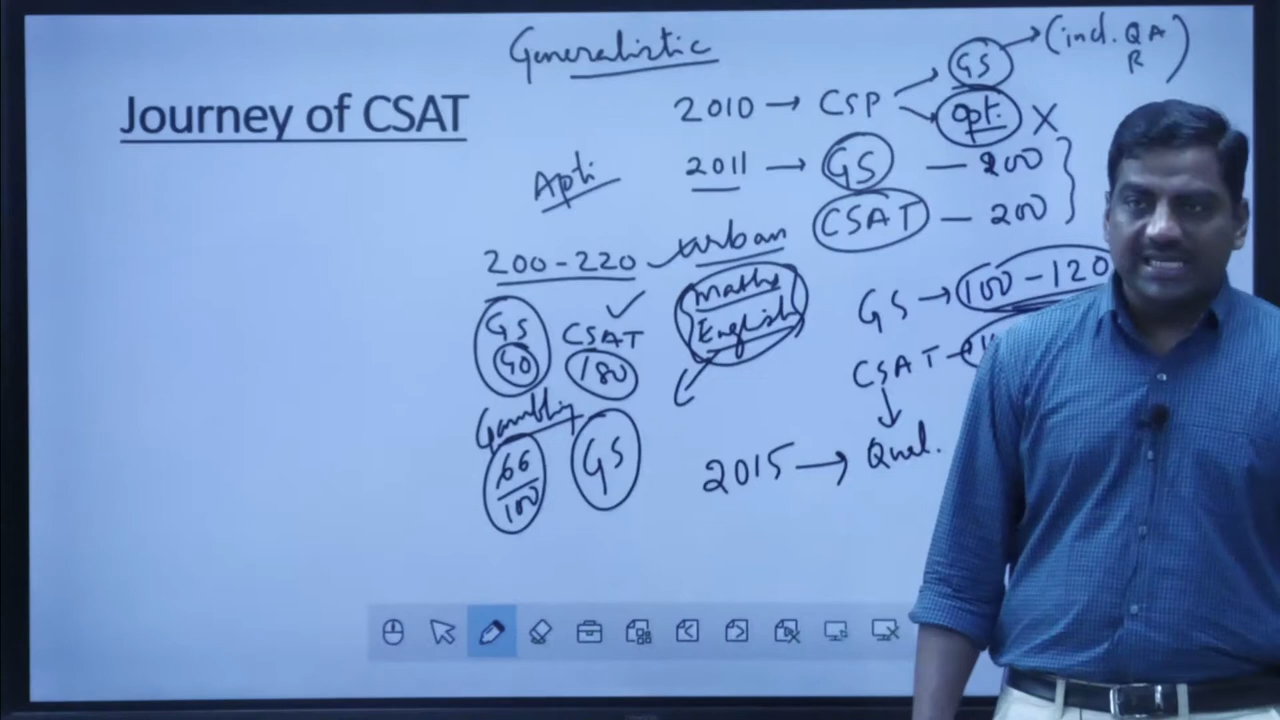 Generalistic
Journey of CSAT
2010 → CSP
GS → (incl. QA
R)
opt. X
Apti
2011 → GS — 200
CSAT — 200
200-220
urban
Maths
English
GS
40
CSAT ✓
180
GS → 100-120
CSAT
Gambling
66
100
GS
2015 → Qual.